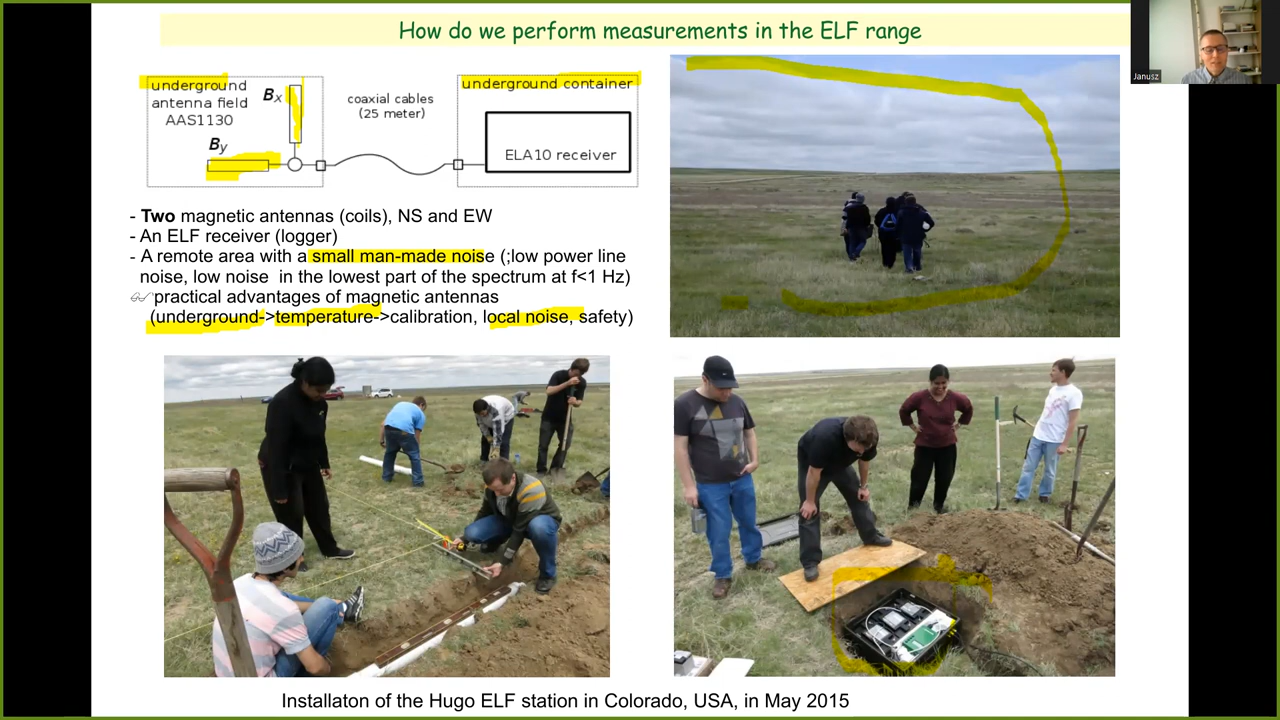 How do we perform measurements in the ELF range
Janusz
underground
antenna field
AAS1130
Bx
By
coaxial cables
(25 meter)
underground container
ELA10 receiver
- Two magnetic antennas (coils), NS and EW
- An ELF receiver (logger)
- A remote area with a small man-made noise (;low power line
noise, low noise in the lowest part of the spectrum at f<1 Hz)
practical advantages of magnetic antennas
(underground->temperature->calibration, local noise, safety)
Installaton of the Hugo ELF station in Colorado, USA, in May 2015